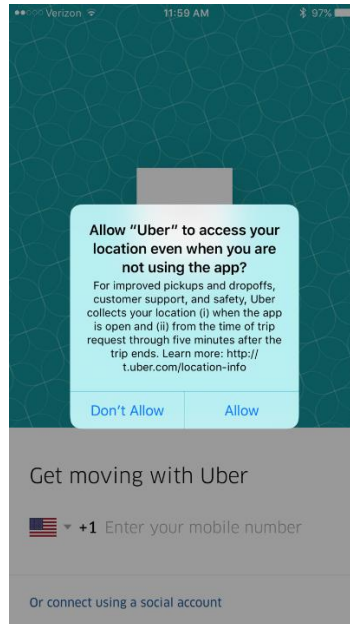 Verizon 11:59 AM 97%
Allow "Uber" to access your
location even when you are
not using the app?
For improved pickups and dropoffs,
customer support, and safety, Uber
collects your location (i) when the app
is open and (ii) from the time of trip
request through five minutes after the
trip ends. Learn more: http://
t.uber.com/location-info
Don't Allow Allow
Get moving with Uber
+1 Enter your mobile number
Or connect using a social account